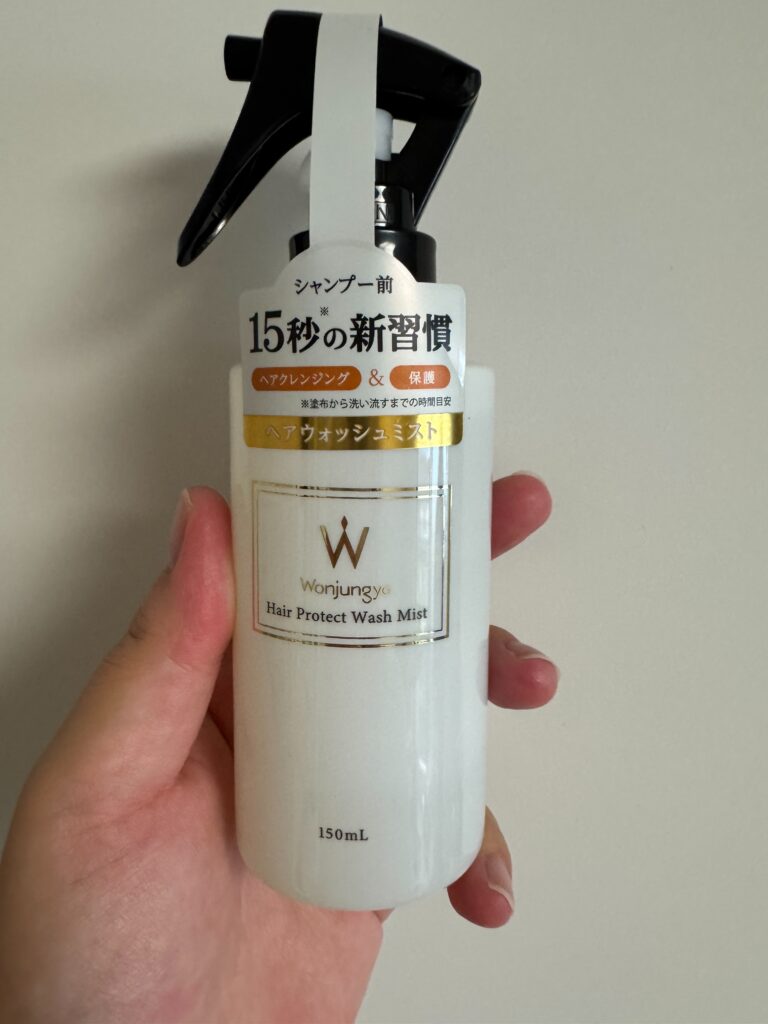 N
シャンプー前
15秒※の新習慣
ヘアクレンジング & 保護
※塗布から洗い流すまでの時間目安
ヘアウォッシュミスト
W
Wonjungyo
Hair Protect Wash Mist
150mL